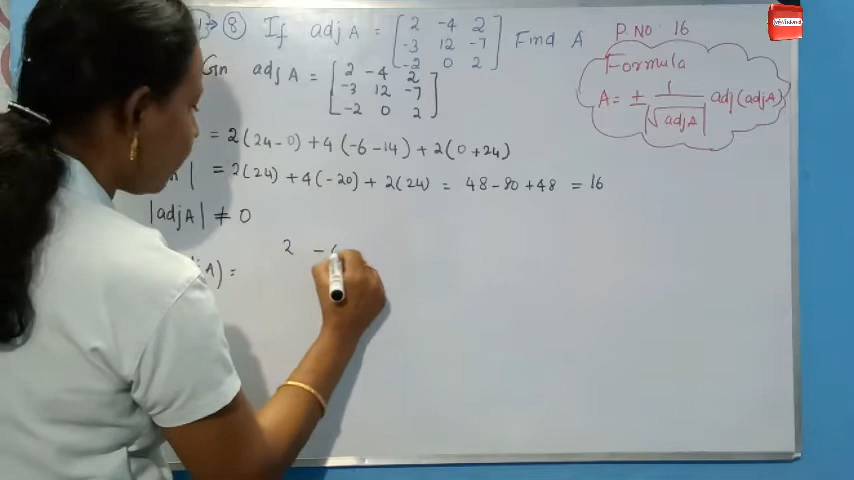 8 If adj A = [ 2 -4 2
-3 12 -7
-2 0 2 ] Find A
P.NO 16
Formula
A = ± 1 / |√adjA| adj(adjA)
Gn adj A = [ 2 -4 2
-3 12 -7
-2 0 2 ]
= 2(24-0) +4(-6-14) + 2(0+24)
| = 2(24) +4(-20) + 2(24) = 48-80+48 = 16
|adjA| ≠ 0
A) =
2 -